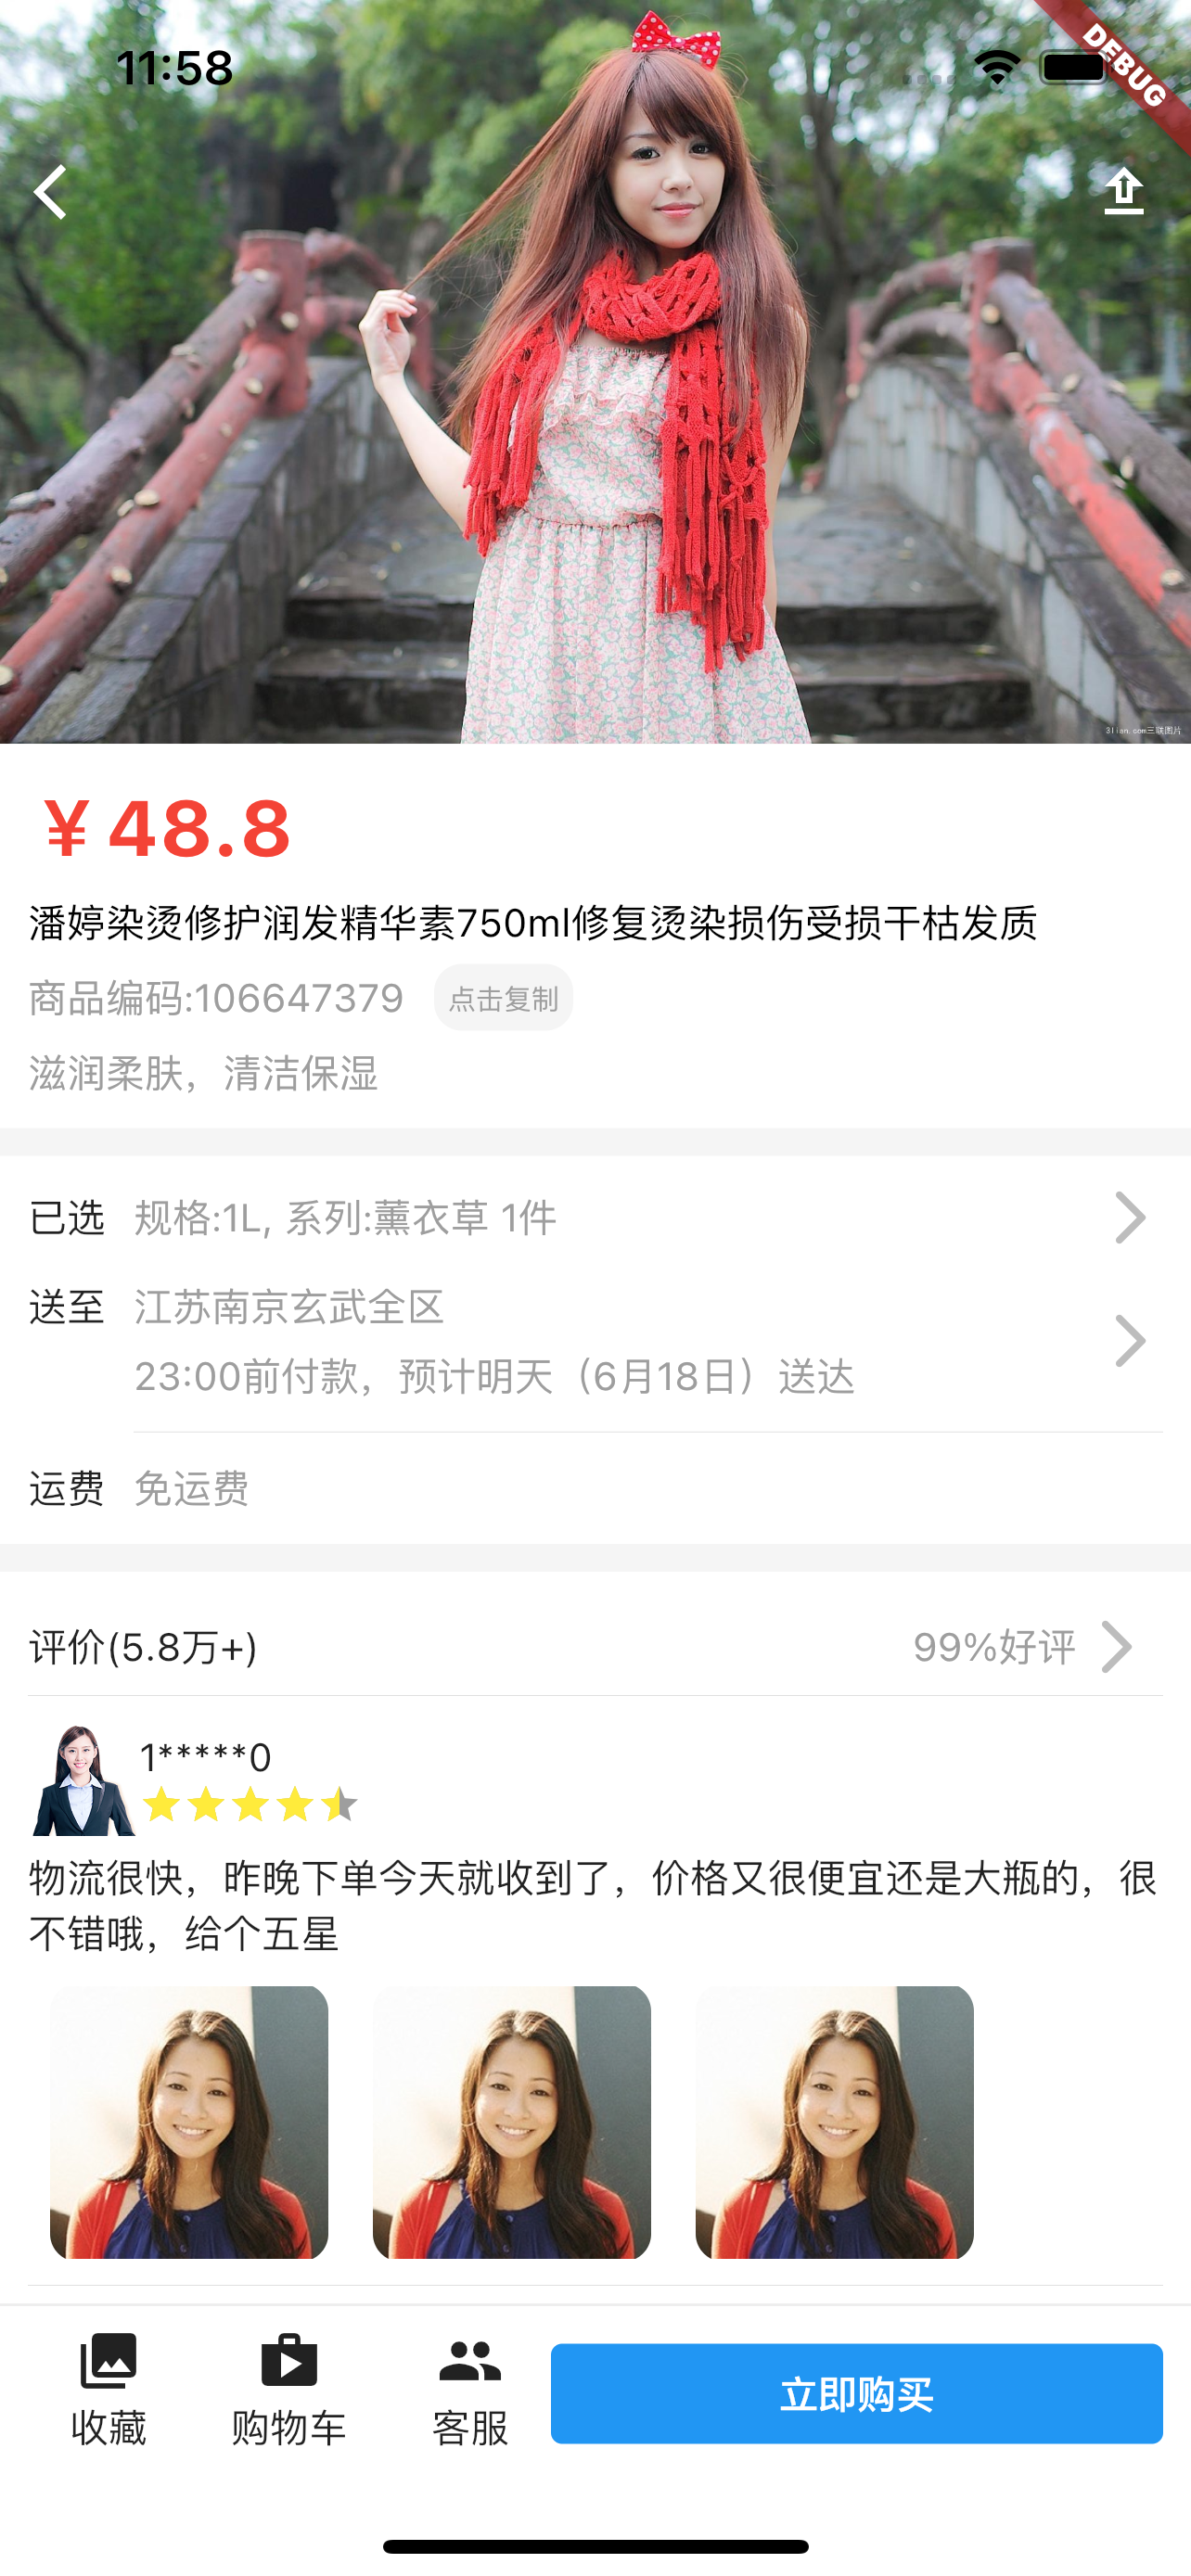 11:58
DEBUG
3lian.com三联图片
￥48.8
潘婷染烫修护润发精华素750ml修复烫染损伤受损干枯发质
商品编码:106647379 点击复制
滋润柔肤，清洁保湿
已选 规格:1L, 系列:薰衣草 1件
送至 江苏南京玄武全区
23:00前付款，预计明天（6月18日）送达
运费 免运费
评价(5.8万+) 99%好评
1*****0
物流很快，昨晚下单今天就收到了，价格又很便宜还是大瓶的，很
不错哦，给个五星
收藏 购物车 客服 立即购买